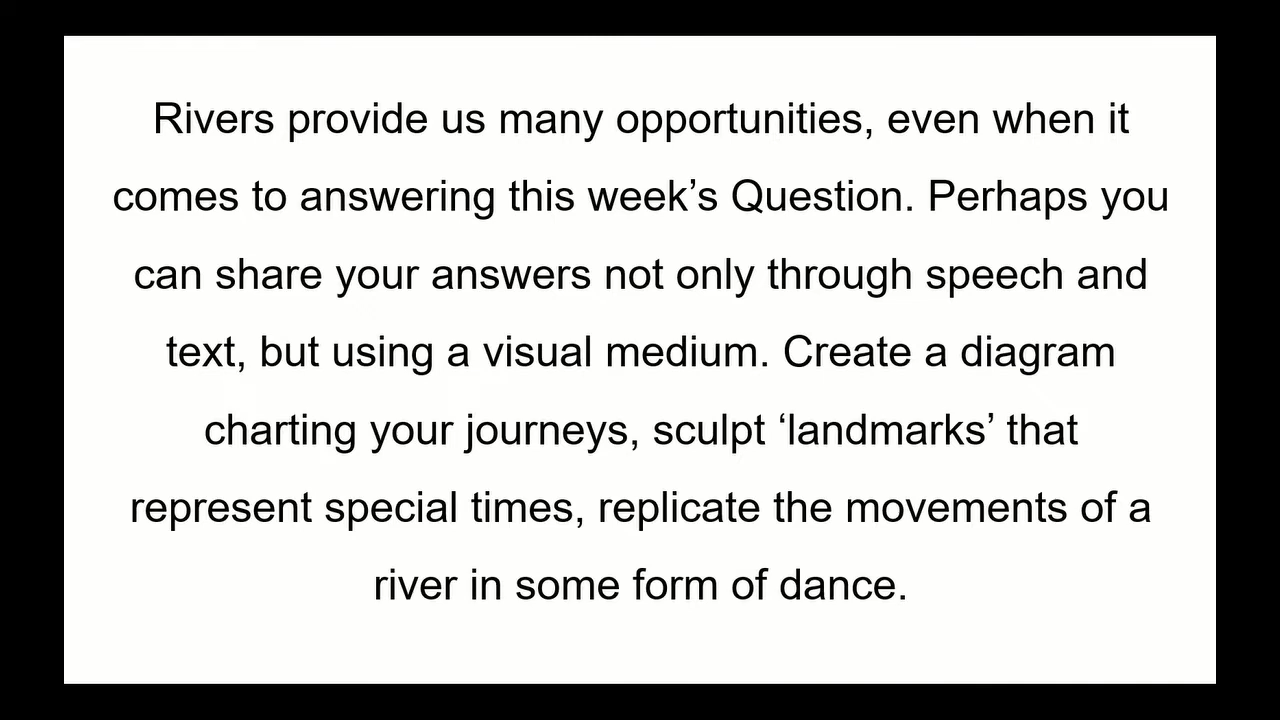 Rivers provide us many opportunities, even when it
comes to answering this week’s Question. Perhaps you
can share your answers not only through speech and
text, but using a visual medium. Create a diagram
charting your journeys, sculpt ‘landmarks’ that
represent special times, replicate the movements of a
river in some form of dance.